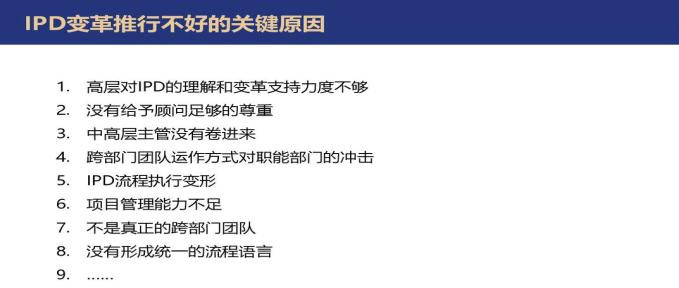 IPD变革推行不好的关键原因
1. 高层对IPD的理解和变革支持力度不够
2. 没有给予顾问足够的尊重
3. 中高层主管没有卷进来
4. 跨部门团队运作方式对职能部门的冲击
5. IPD流程执行变形
6. 项目管理能力不足
7. 不是真正的跨部门团队
8. 没有形成统一的流程语言
9. ......